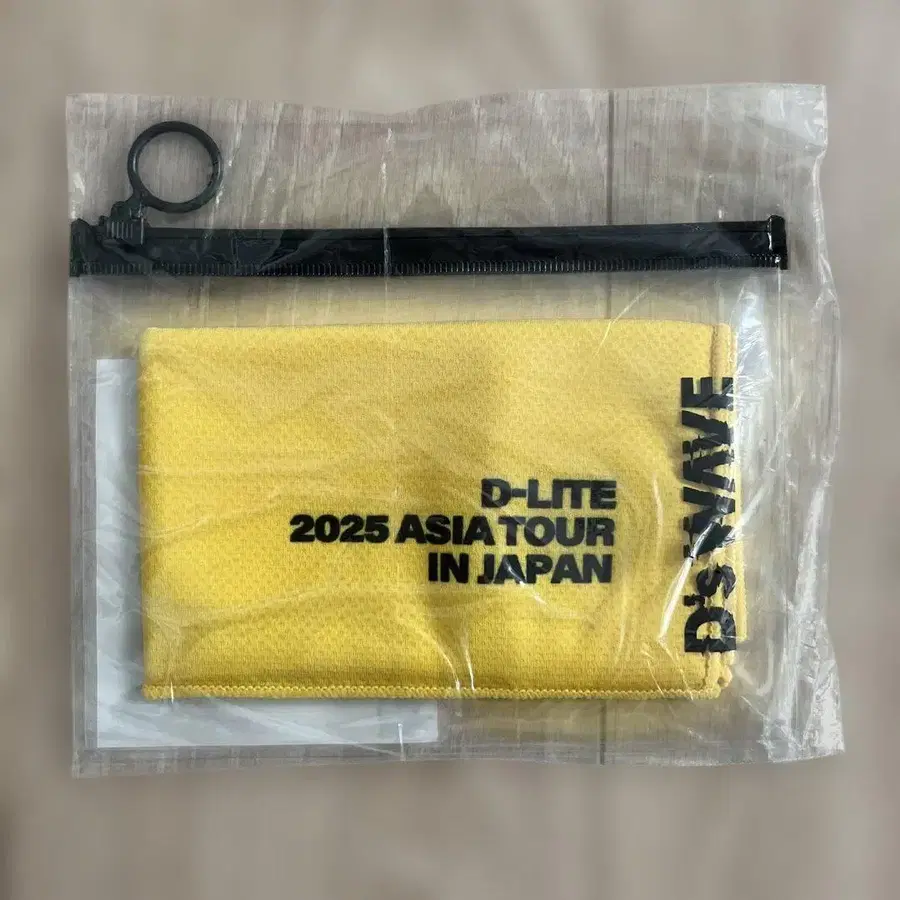 D-LITE
2025 ASIA TOUR
IN JAPAN
D's WAVE